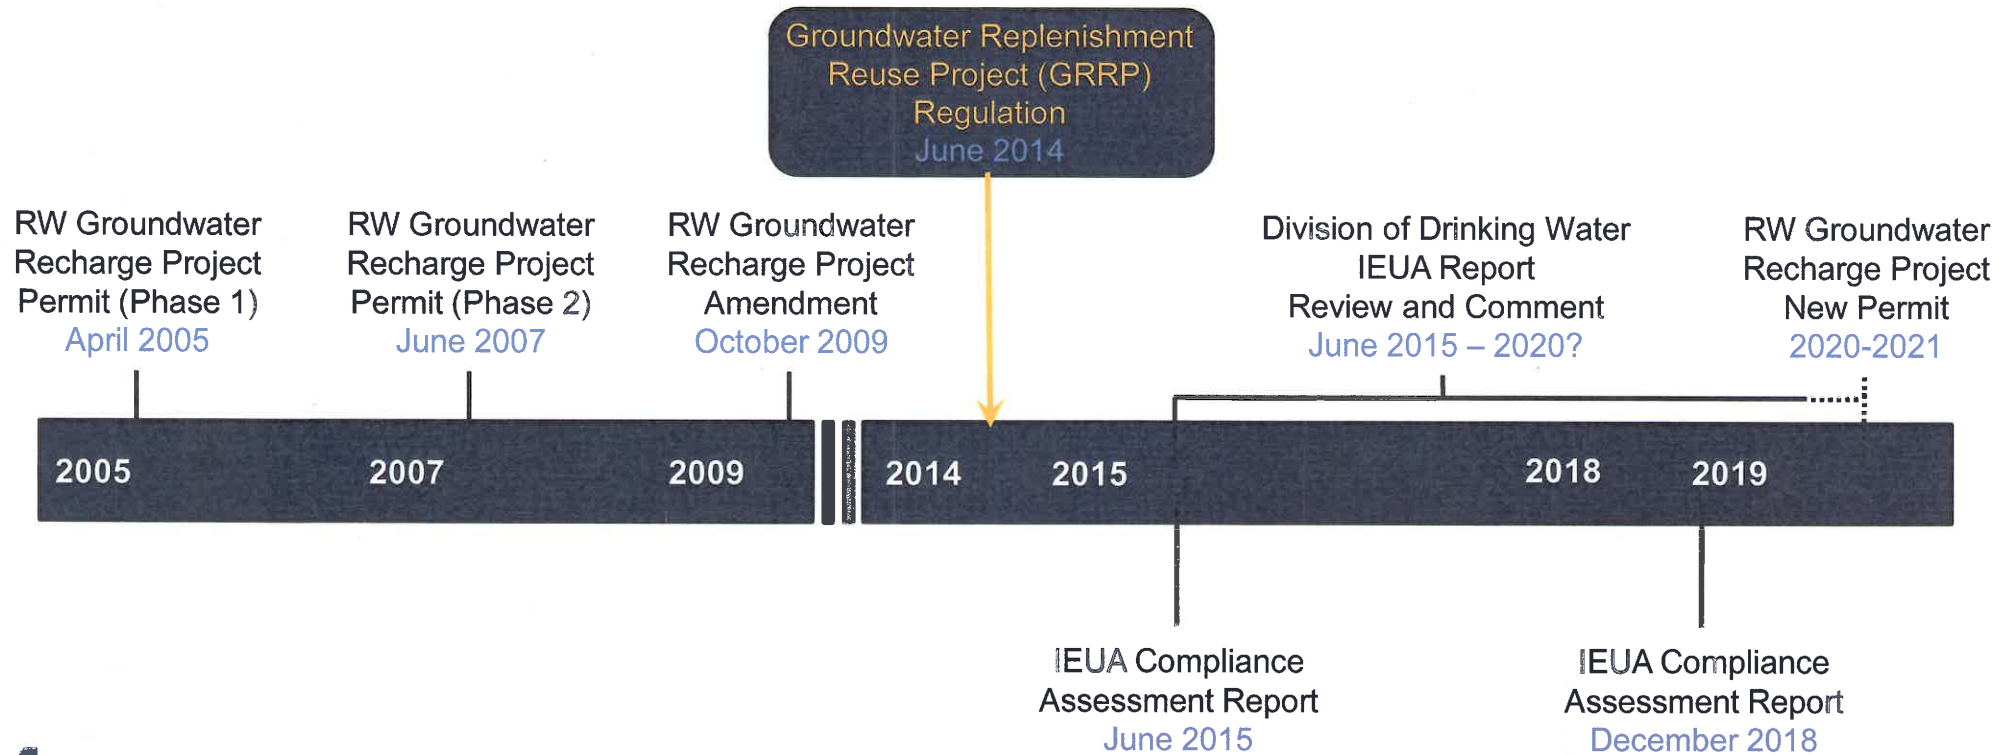 Groundwater Replenishment
Reuse Project (GRRP)
Regulation
June 2014
RW Groundwater
Recharge Project
Permit (Phase 1)
April 2005
RW Groundwater
Recharge Project
Permit (Phase 2)
June 2007
RW Groundwater
Recharge Project
Amendment
October 2009
Division of Drinking Water
IEUA Report
Review and Comment
June 2015 – 2020?
RW Groundwater
Recharge Project
New Permit
2020-2021
2005
2007
2009
2014
2015
2018
2019
IEUA Compliance
Assessment Report
June 2015
IEUA Compliance
Assessment Report
December 2018